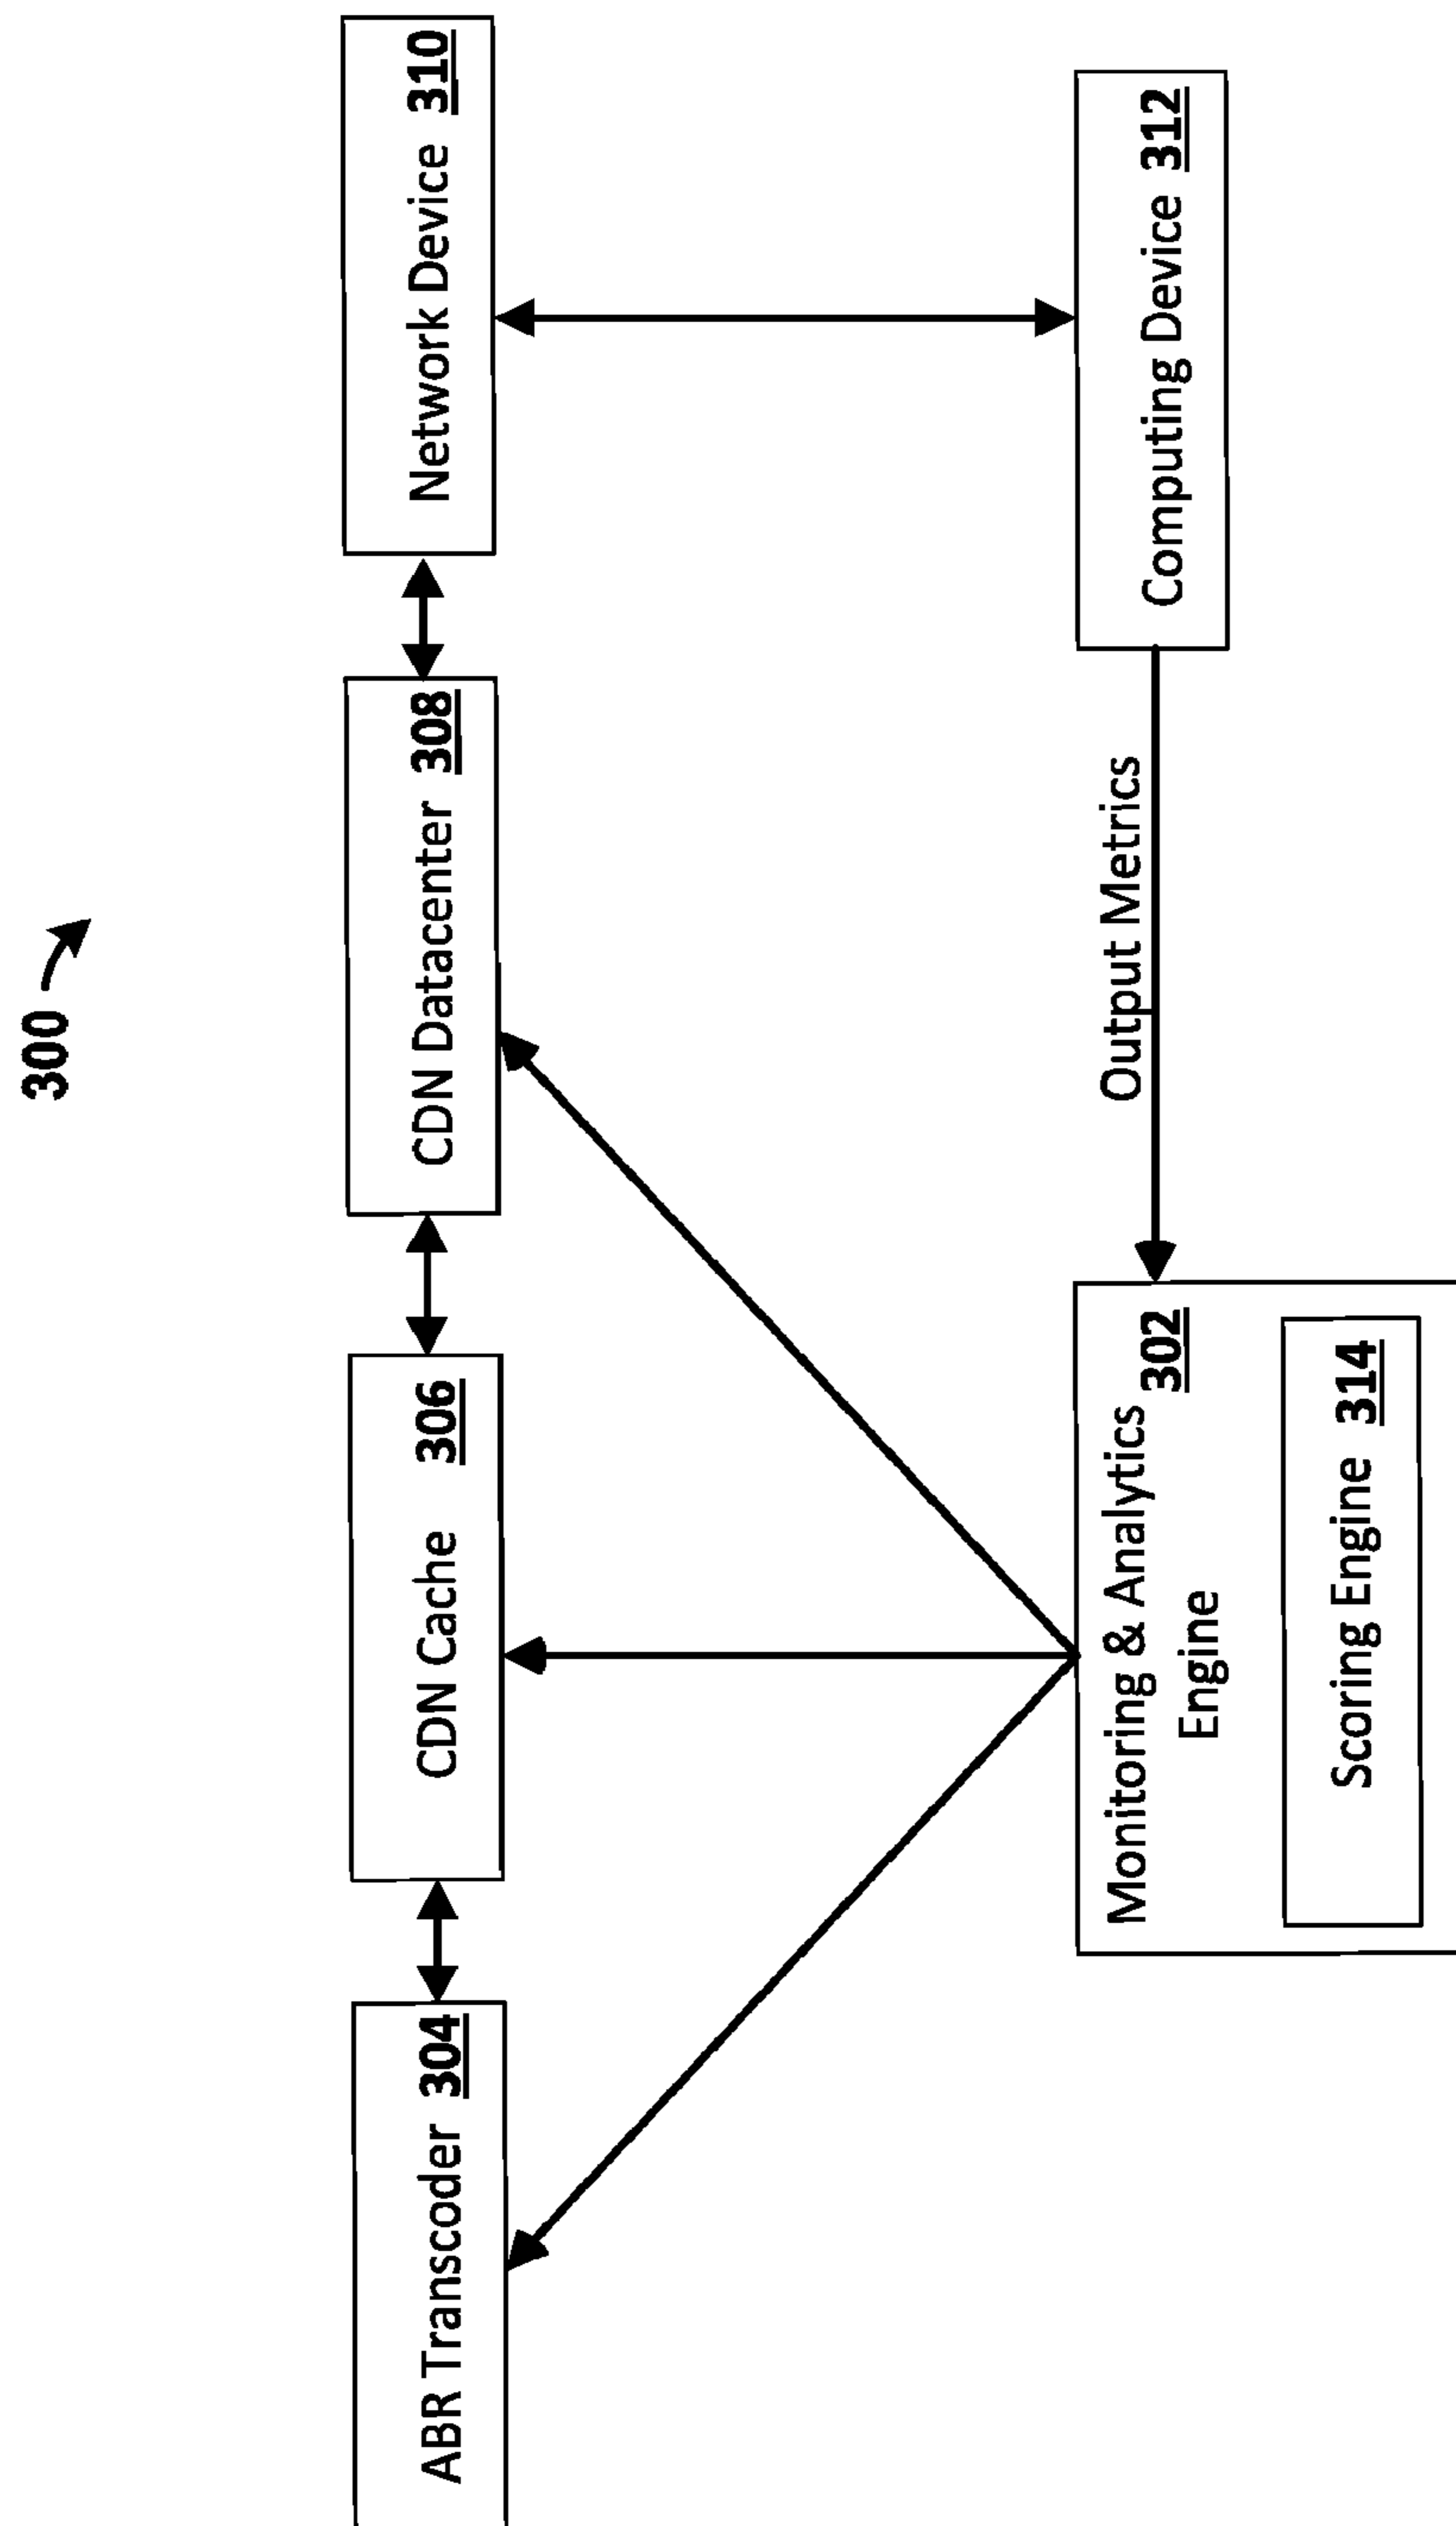 300
ABR Transcoder 304
CDN Cache 306
CDN Datacenter 308
Network Device 310
Monitoring & Analytics 302
Engine
Scoring Engine 314
Output Metrics
Computing Device 312